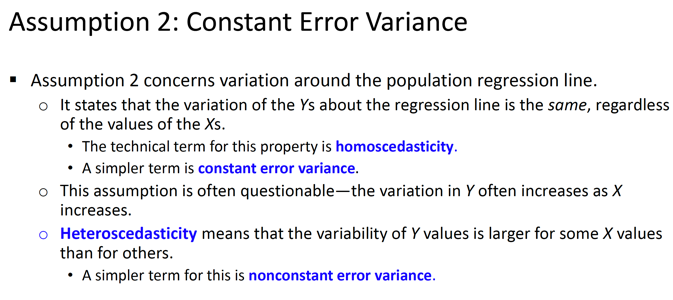 Assumption 2: Constant Error Variance
▪ Assumption 2 concerns variation around the population regression line.
o It states that the variation of the Ys about the regression line is the same, regardless
of the values of the Xs.
• The technical term for this property is homoscedasticity.
• A simpler term is constant error variance.
o This assumption is often questionable—the variation in Y often increases as X
increases.
o Heteroscedasticity means that the variability of Y values is larger for some X values
than for others.
• A simpler term for this is nonconstant error variance.